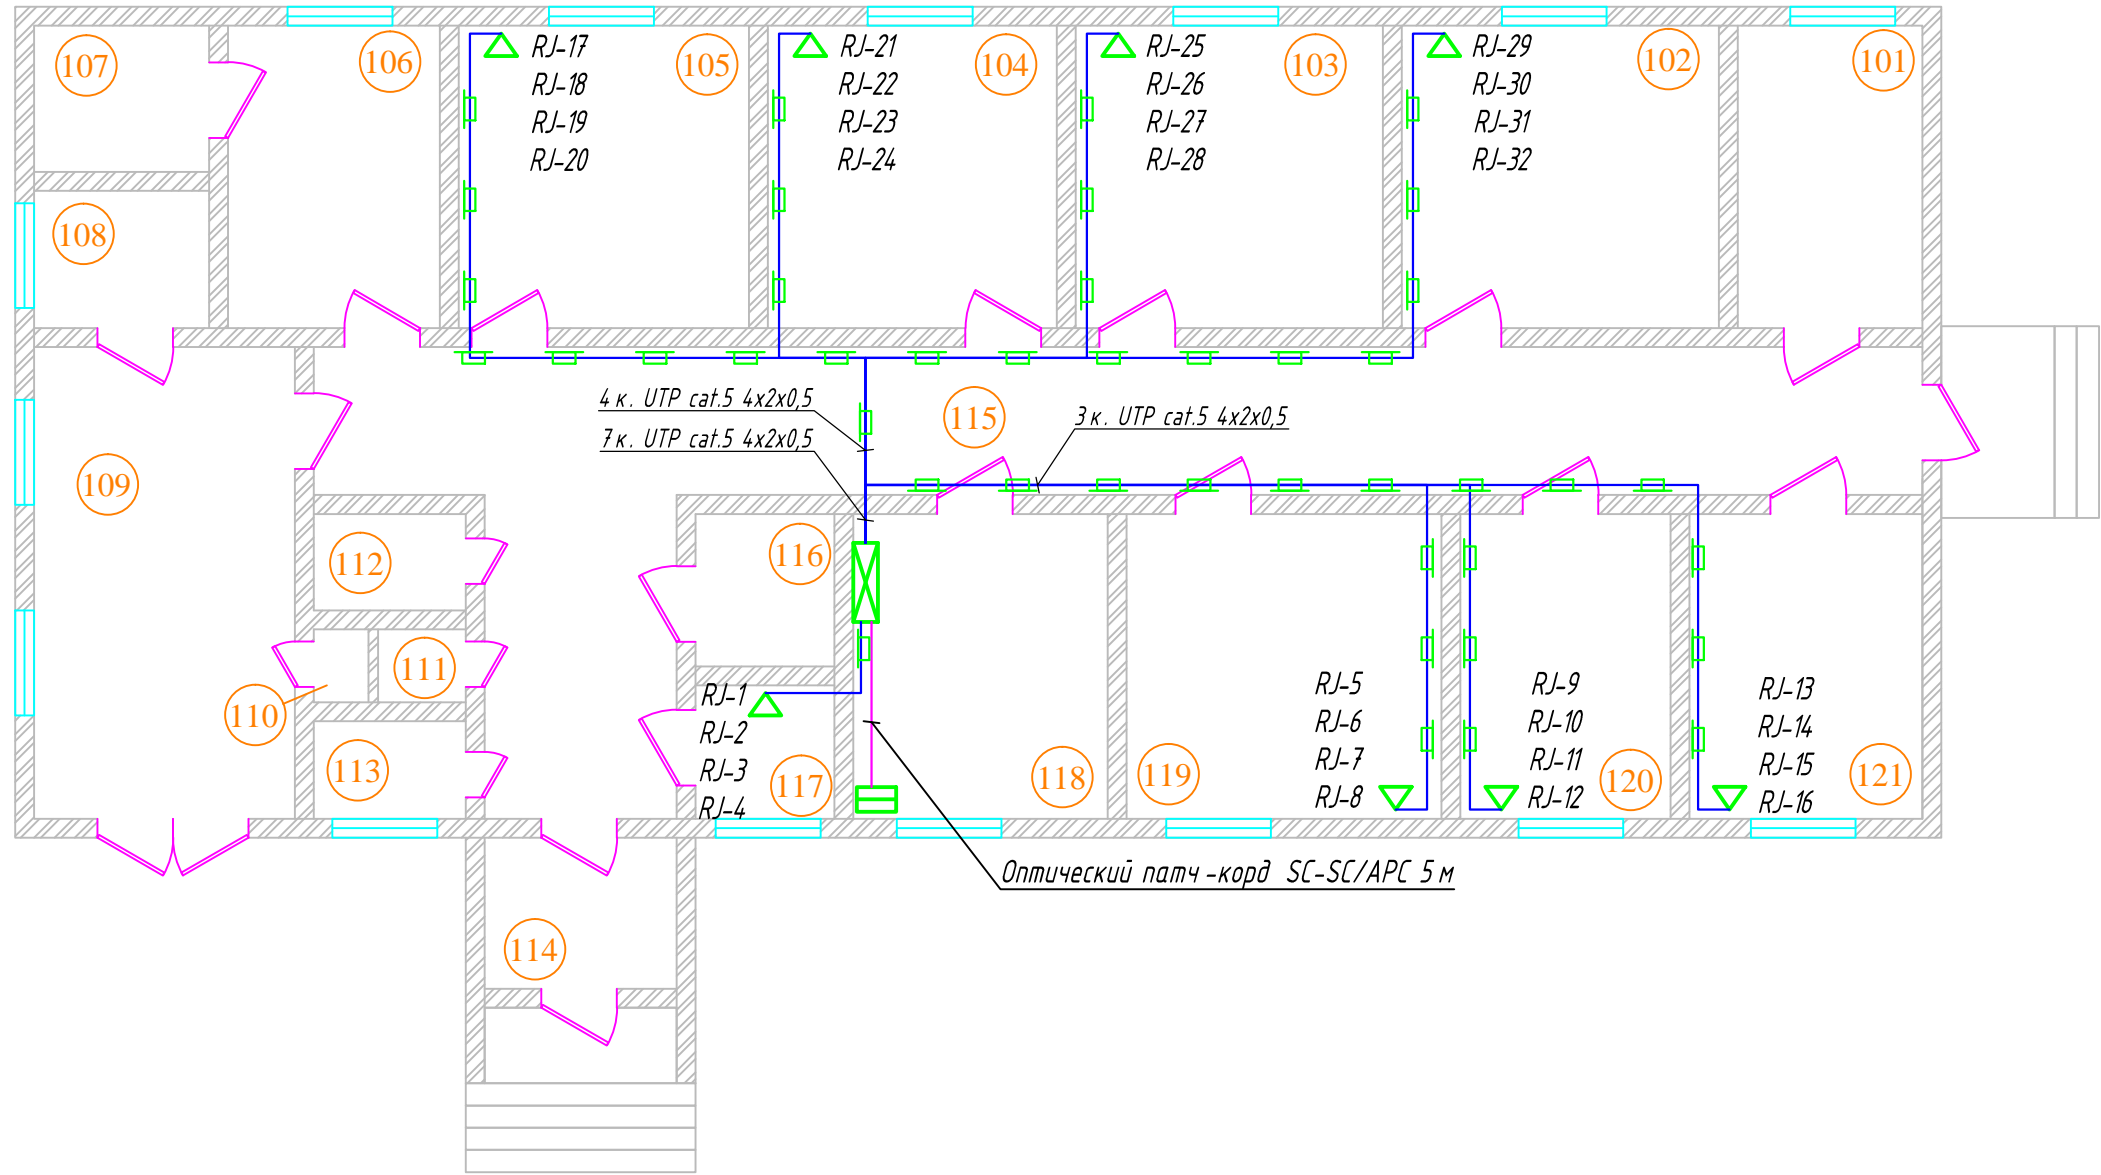 107
106
RJ-17
RJ-18
RJ-19
RJ-20
105
RJ-21
RJ-22
RJ-23
RJ-24
104
RJ-25
RJ-26
RJ-27
RJ-28
103
RJ-29
RJ-30
RJ-31
RJ-32
102
101
108
4 к. UTP cat.5 4x2x0,5
7 к. UTP cat.5 4x2x0,5
115
3 к. UTP cat.5 4x2x0,5
109
112
116
111
110
113
RJ-1
RJ-2
RJ-3
RJ-4
117
118
119
RJ-5
RJ-6
RJ-7
RJ-8
RJ-9
RJ-10
RJ-11
RJ-12
120
RJ-13
RJ-14
RJ-15
RJ-16
121
Оптический патч-корд SC-SC/APC 5 м
114